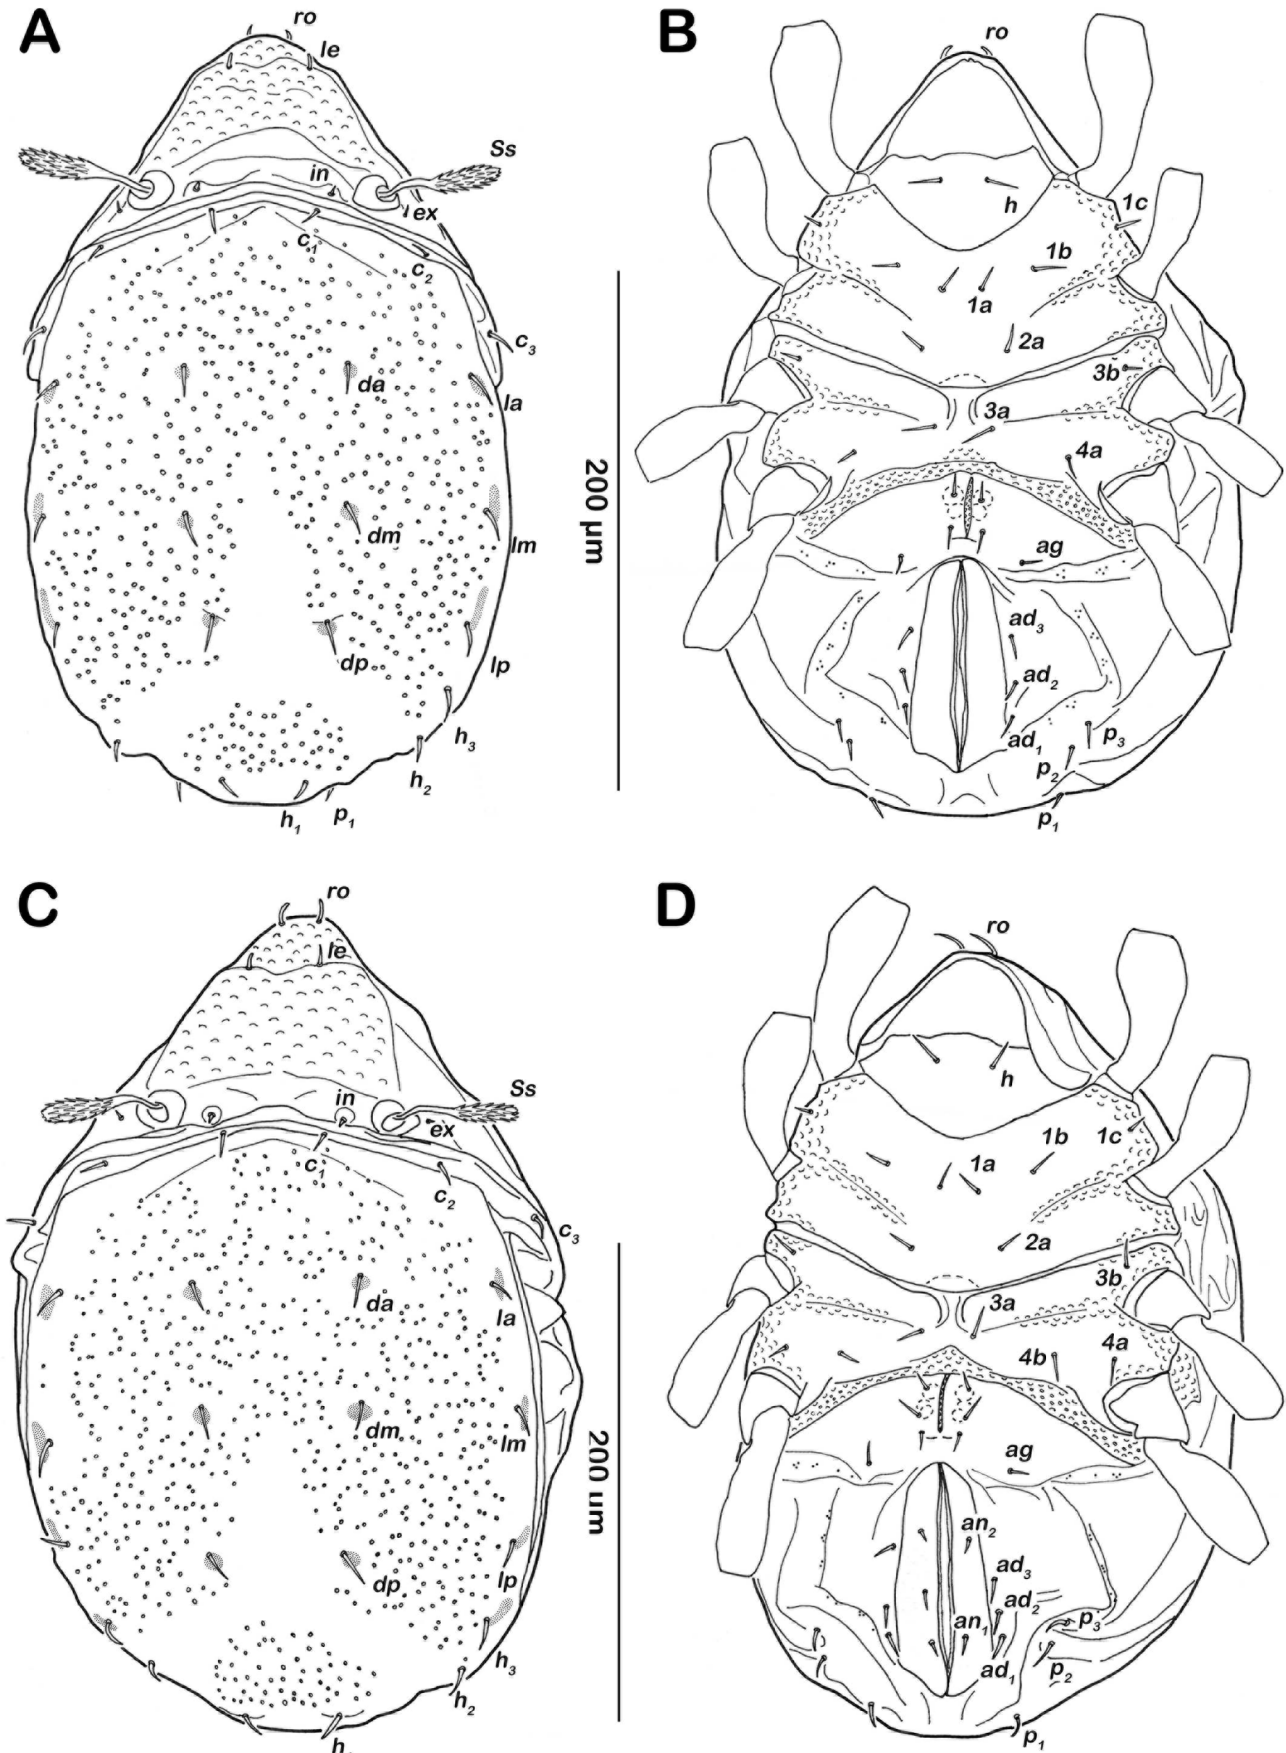 A
ro
le
Ss
in
ex
c1
c2
c3
da
la
dm
lm
dp
lp
h3
h2
h1
p1
200 µm
B
ro
h
1c
1b
1a
2a
3b
3a
4a
ag
ad3
ad2
ad1
p3
p2
p1
C
ro
le
Ss
in
ex
c1
c2
c3
da
la
dm
lm
dp
lp
h3
h2
h
200 um
D
ro
h
1b
1c
1a
2a
3b
3a
4b
4a
ag
an2
ad3
ad2
an1
ad1
p3
p2
p1